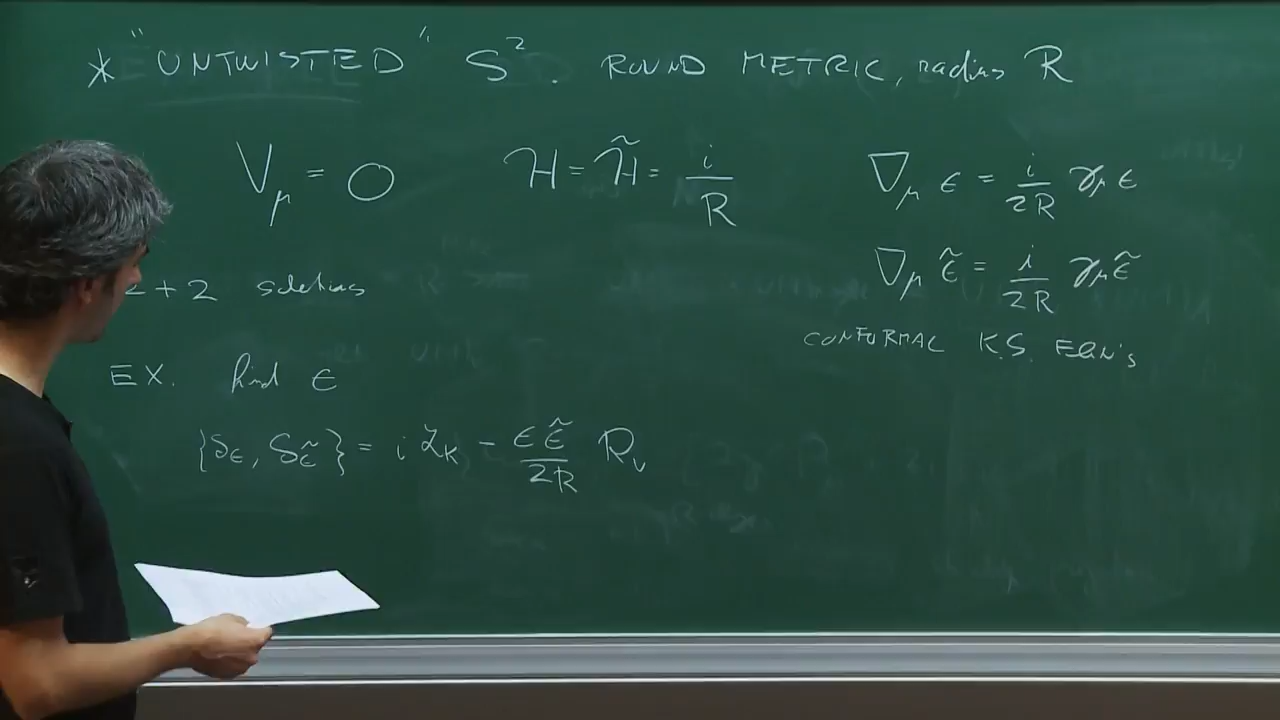 * "UNTWISTED" S². ROUND METRIC, radius R
V_μ = 0 H = H̃ = i/R ∇_μ ε = i/2R γ_μ ε
∇_μ ε̃ = i/2R γ_μ ε̃
2+2 solutions
CONFORMAL K.S. EQN's
EX. find ε
{δ_ε, δ_ε̃} = i ℒ_K - εε̃/2R R_V